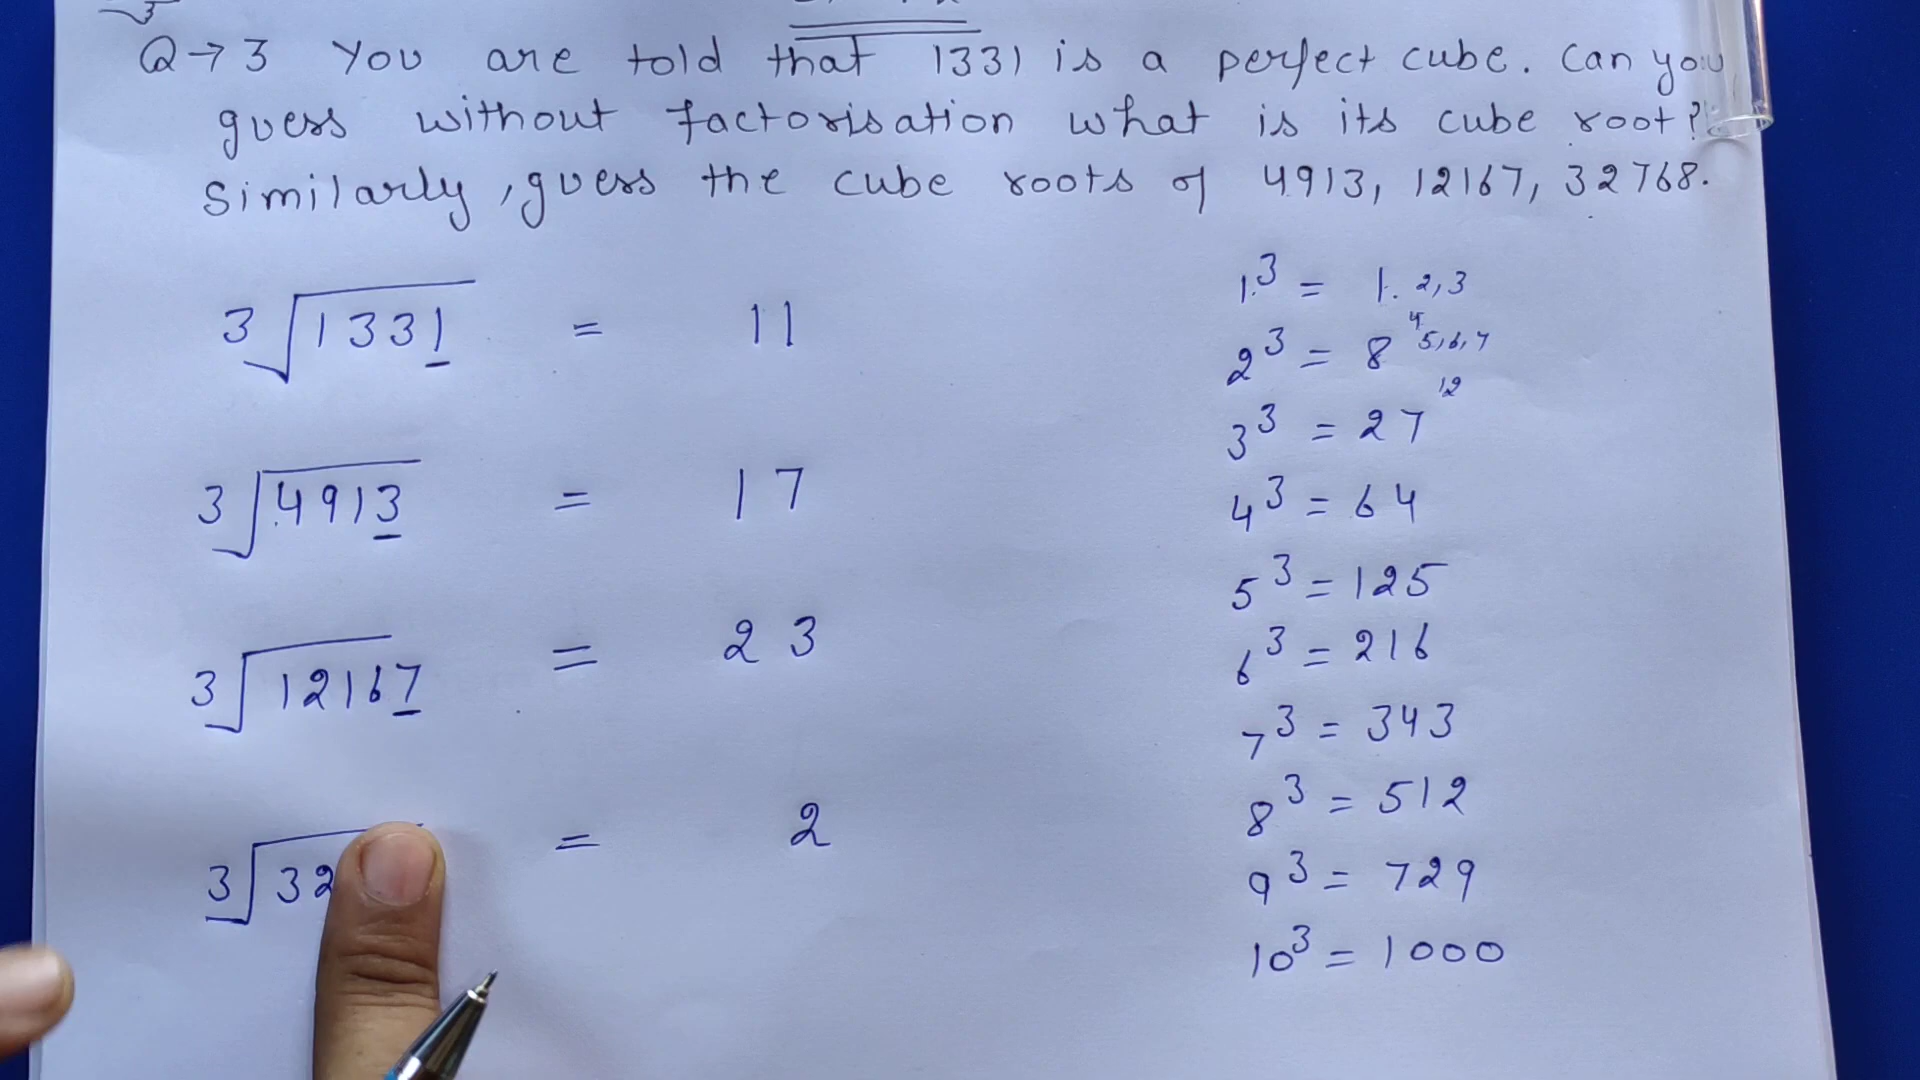 Q→3 You are told that 1331 is a perfect cube. Can you
guess without factorisation what is its cube root?
Similarly, guess the cube roots of 4913, 12167, 32768.
3√1331 = 11
3√4913 = 17
3√12167 = 23
3√32 = 2
1³ = 1. 2,3
2³ = 8 4 5,6,7
12
3³ = 27
4³ = 64
5³ = 125
6³ = 216
7³ = 343
8³ = 512
9³ = 729
10³ = 1000